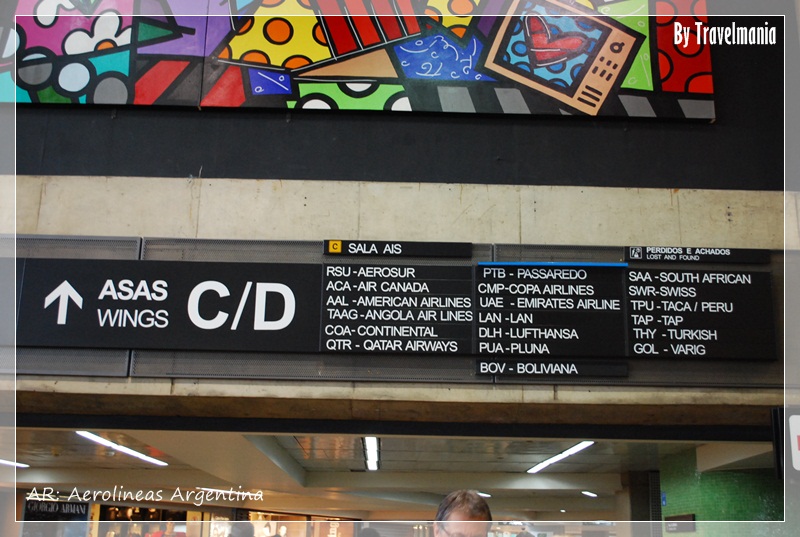 By Travelmania
C SALA AIS
PERDIDOS E ACHADOS
LOST AND FOUND
ASAS
WINGS
C/D
RSU -AEROSUR
ACA -AIR CANADA
AAL -AMERICAN AIRLINES
TAAG -ANGOLA AIR LINES
COA- CONTINENTAL
QTR - QATAR AIRWAYS
PTB - PASSAREDO
CMP-COPA AIRLINES
UAE - EMIRATES AIRLINE
LAN -LAN
DLH -LUFTHANSA
PUA -PLUNA
BOV - BOLIVIANA
SAA -SOUTH AFRICAN
SWR-SWISS
TPU -TACA / PERU
TAP -TAP
THY - TURKISH
GOL - VARIG
AR: Aerolineas Argentina
GIORGIO ARMANI